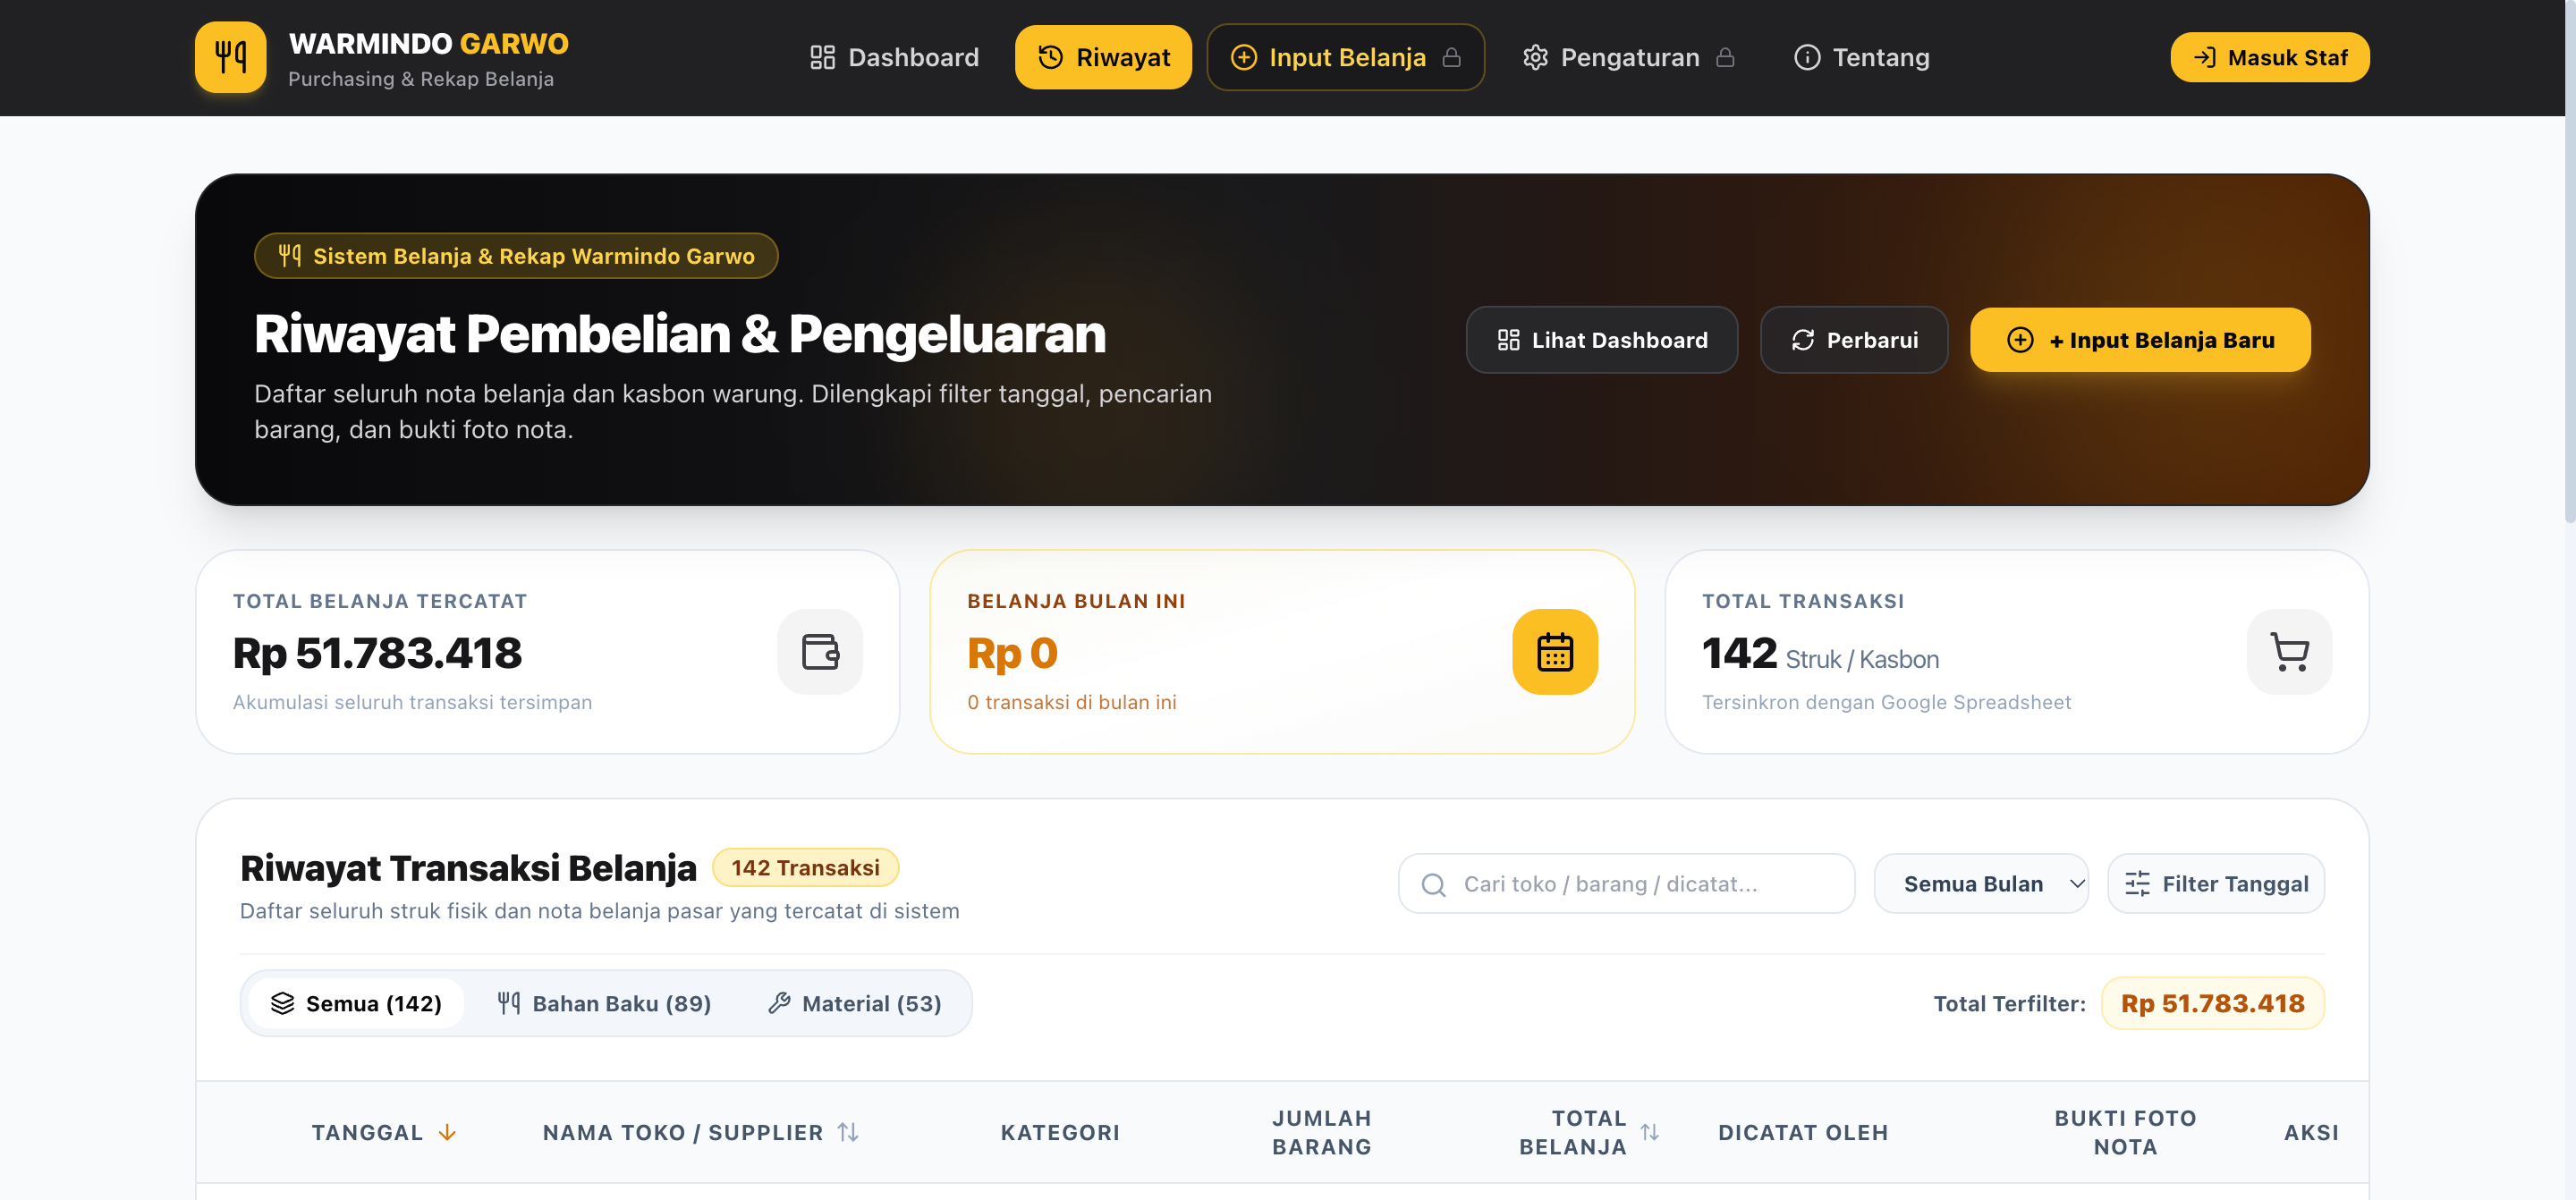 WARMINDO GARWO
Purchasing & Rekap Belanja
Dashboard
Riwayat
Input Belanja
Pengaturan
Tentang
Masuk Staf
Sistem Belanja & Rekap Warmindo Garwo
Riwayat Pembelian & Pengeluaran
Daftar seluruh nota belanja dan kasbon warung. Dilengkapi filter tanggal, pencarian
barang, dan bukti foto nota.
Lihat Dashboard
Perbarui
+ Input Belanja Baru
TOTAL BELANJA TERCATAT
Rp 51.783.418
Akumulasi seluruh transaksi tersimpan
BELANJA BULAN INI
Rp 0
0 transaksi di bulan ini
TOTAL TRANSAKSI
142 Struk / Kasbon
Tersinkron dengan Google Spreadsheet
Riwayat Transaksi Belanja
142 Transaksi
Daftar seluruh struk fisik dan nota belanja pasar yang tercatat di sistem
Cari toko / barang / dicatat...
Semua Bulan
Filter Tanggal
Semua (142)
Bahan Baku (89)
Material (53)
Total Terfilter:
Rp 51.783.418
TANGGAL
NAMA TOKO / SUPPLIER
KATEGORI
JUMLAH
BARANG
TOTAL
BELANJA
DICATAT OLEH
BUKTI FOTO
NOTA
AKSI